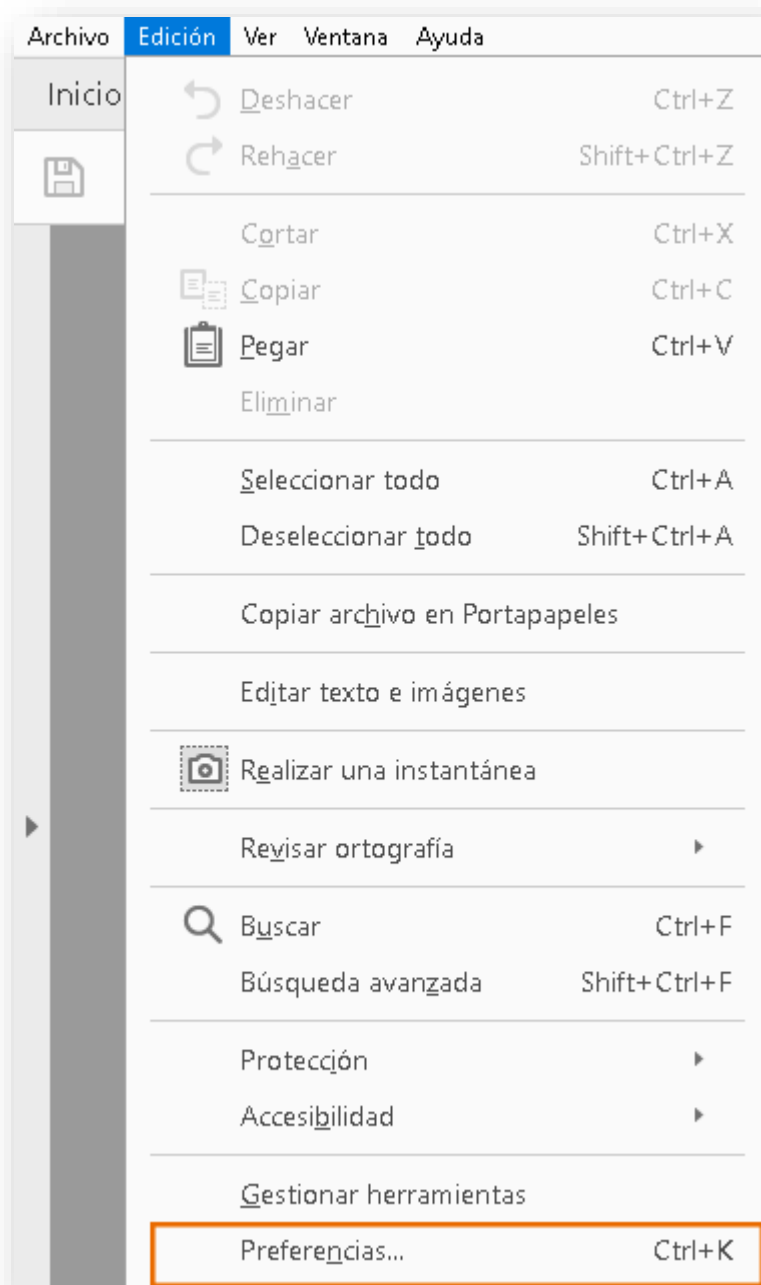 Archivo Edición Ver Ventana Ayuda
Inicio
Deshacer Ctrl+Z
Rehacer Shift+Ctrl+Z
Cortar Ctrl+X
Copiar Ctrl+C
Pegar Ctrl+V
Eliminar
Seleccionar todo Ctrl+A
Deseleccionar todo Shift+Ctrl+A
Copiar archivo en Portapapeles
Editar texto e imágenes
Realizar una instantánea
Revisar ortografía
Buscar Ctrl+F
Búsqueda avanzada Shift+Ctrl+F
Protección
Accesibilidad
Gestionar herramientas
Preferencias... Ctrl+K